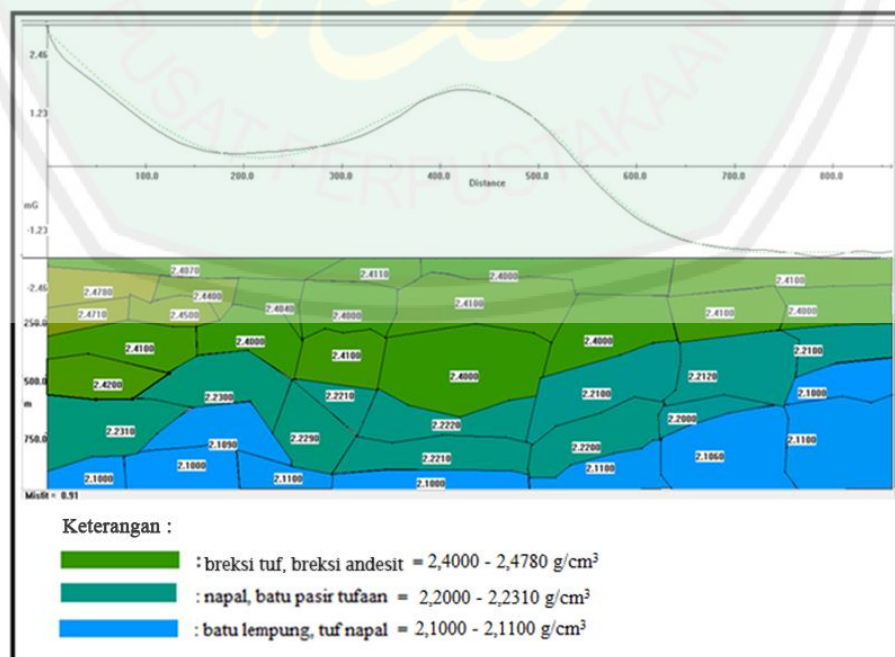 PUSAT PERPUSTAKAAN
2.46
1.23
100.0 200.0 300.0 400.0 500.0 600.0 700.0 800.0
Distance
mG
-1.23
-2.46
2.4070 2.4110 2.4000 2.4100
2.4780 2.4400 2.4040 2.4100
2.4710 2.4500 2.4000 2.4100 2.4000
250.0
2.4100 2.4000 2.4100 2.4000 2.2100
2.4200 2.4000 2.2120
500.0
m
2.2300 2.2210 2.2100 2.1000
2.2310 2.2290 2.2220 2.2000
750.0
2.1090 2.2210 2.2200 2.1060 2.1100
2.1000 2.1000 2.1100 2.1000 2.1100
Misfit = 0.91
Keterangan :
: breksi tuf, breksi andesit = 2,4000 - 2,4780 g/cm³
: napal, batu pasir tufaan = 2,2000 - 2,2310 g/cm³
: batu lempung, tuf napal = 2,1000 - 2,1100 g/cm³